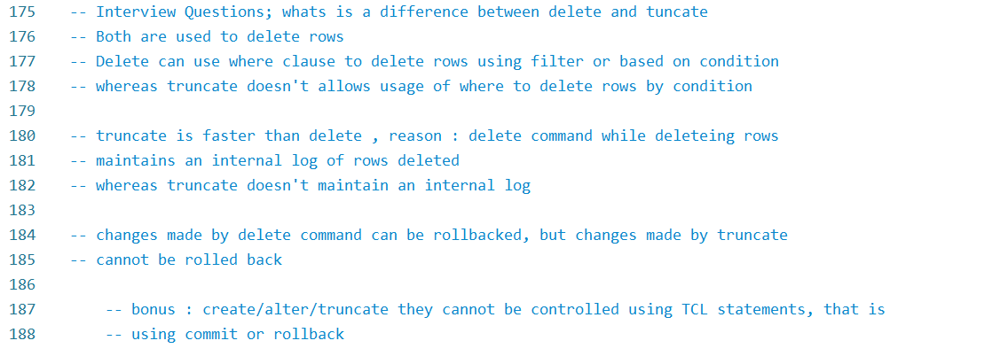 175 -- Interview Questions; whats is a difference between delete and tuncate
176 -- Both are used to delete rows
177 -- Delete can use where clause to delete rows using filter or based on condition
178 -- whereas truncate doesn't allows usage of where to delete rows by condition
179
180 -- truncate is faster than delete , reason : delete command while deleteing rows
181 -- maintains an internal log of rows deleted
182 -- whereas truncate doesn't maintain an internal log
183
184 -- changes made by delete command can be rollbacked, but changes made by truncate
185 -- cannot be rolled back
186
187 -- bonus : create/alter/truncate they cannot be controlled using TCL statements, that is
188 -- using commit or rollback